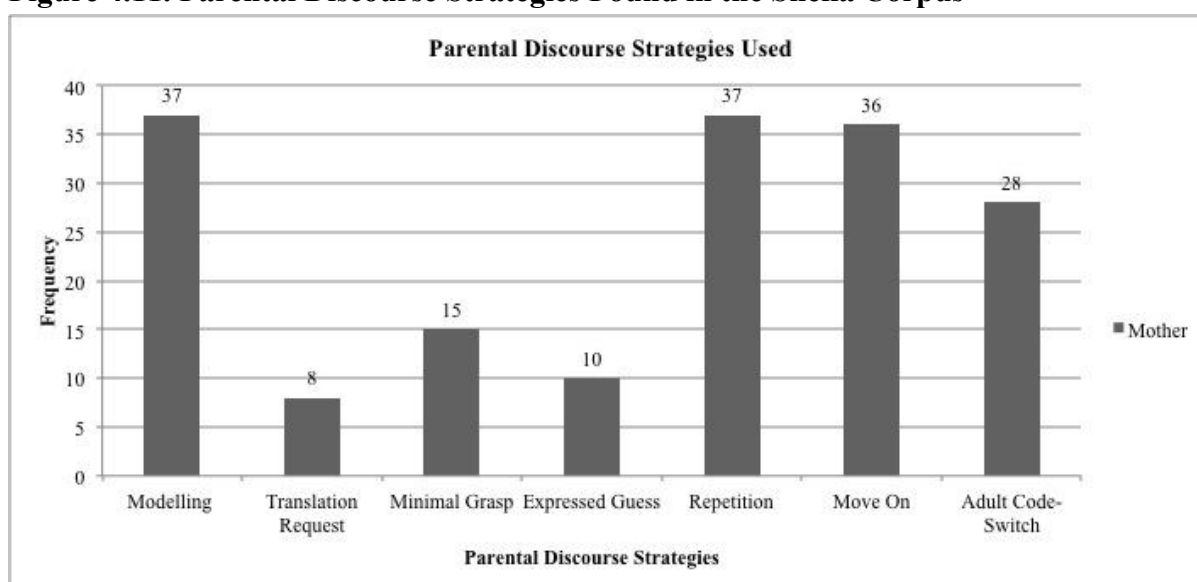 Parental Discourse Strategies Used
40
35
30
25
20
15
10
5
0
Frequency
37
8
15
10
37
36
28
Modelling
Translation Request
Minimal Grasp
Expressed Guess
Repetition
Move On
Adult Code-Switch
Parental Discourse Strategies
Mother